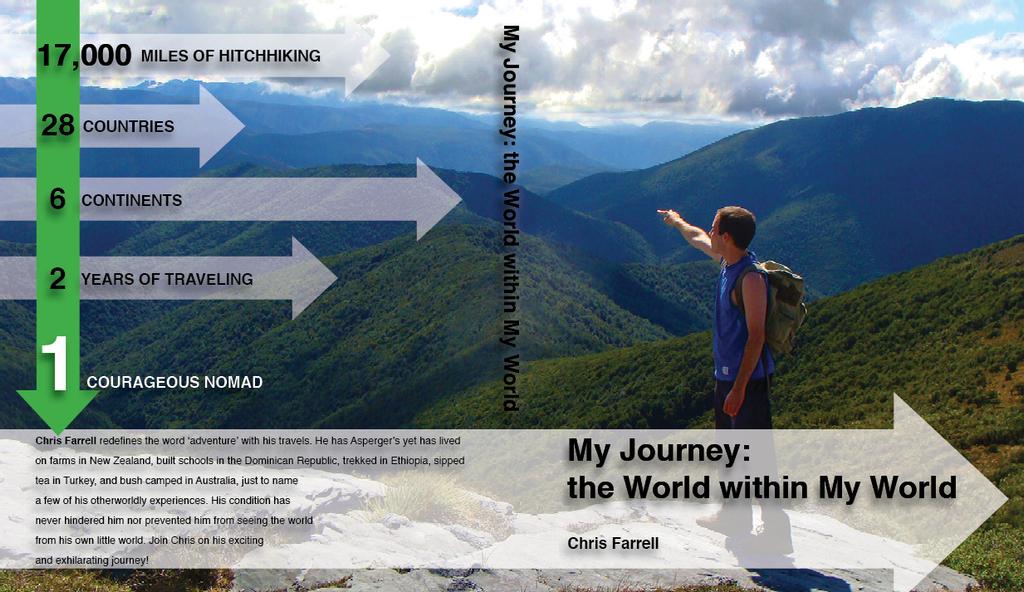 17,000 MILES OF HITCHHIKING
28 COUNTRIES
6 CONTINENTS
2 YEARS OF TRAVELING
1 COURAGEOUS NOMAD
Chris Farrell redefines the word 'adventure' with his travels. He has Asperger's yet has lived
on farms in New Zealand, built schools in the Dominican Republic, trekked in Ethiopia, sipped
tea in Turkey, and bush camped in Australia, just to name
a few of his otherworldly experiences. His condition has
never hindered him nor prevented him from seeing the world
from his own little world. Join Chris on his exciting
and exhilarating journey!
My Journey: the World within My World
My Journey:
the World within My World
Chris Farrell